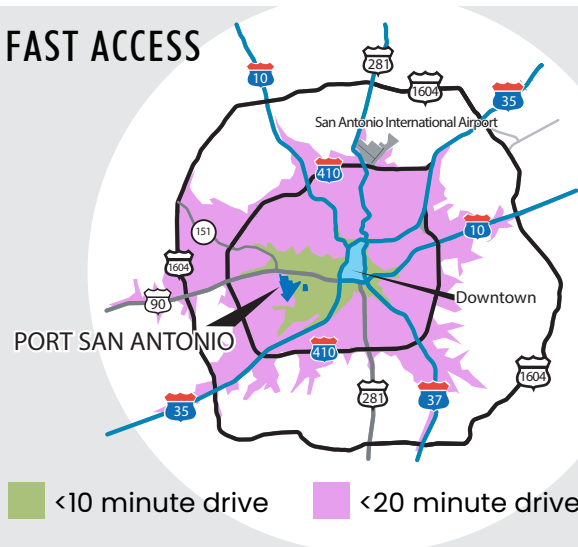 FAST ACCESS
281
10
1604
35
San Antonio International Airport
410
151
10
1604
90
Downtown
PORT SAN ANTONIO
410
1604
281
37
35
<10 minute drive
<20 minute drive